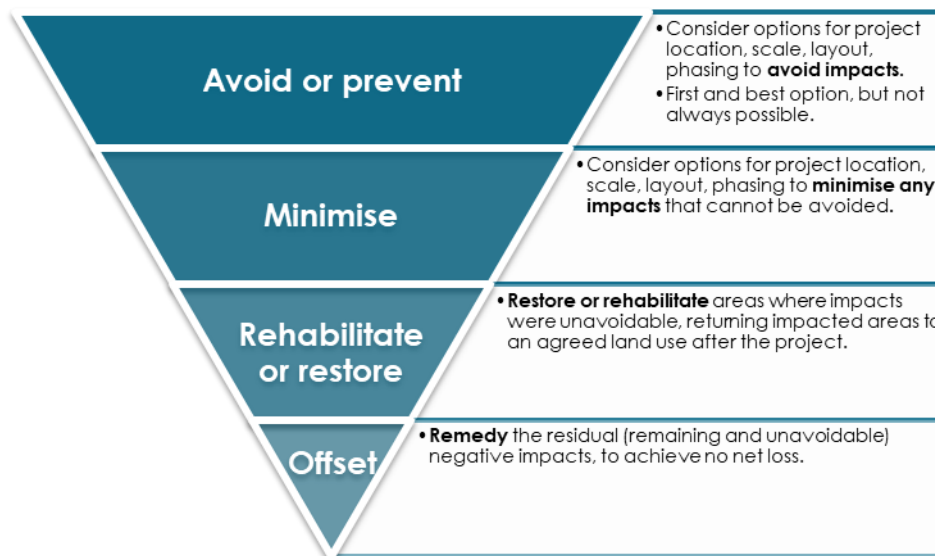 Avoid or prevent
• Consider options for project
location, scale, layout,
phasing to avoid impacts.
• First and best option, but not
always possible.
Minimise
• Consider options for project location,
scale, layout, phasing to minimise any
impacts that cannot be avoided.
Rehabilitate
or restore
• Restore or rehabilitate areas where impacts
were unavoidable, returning impacted areas to
an agreed land use after the project.
Offset
• Remedy the residual (remaining and unavoidable)
negative impacts, to achieve no net loss.